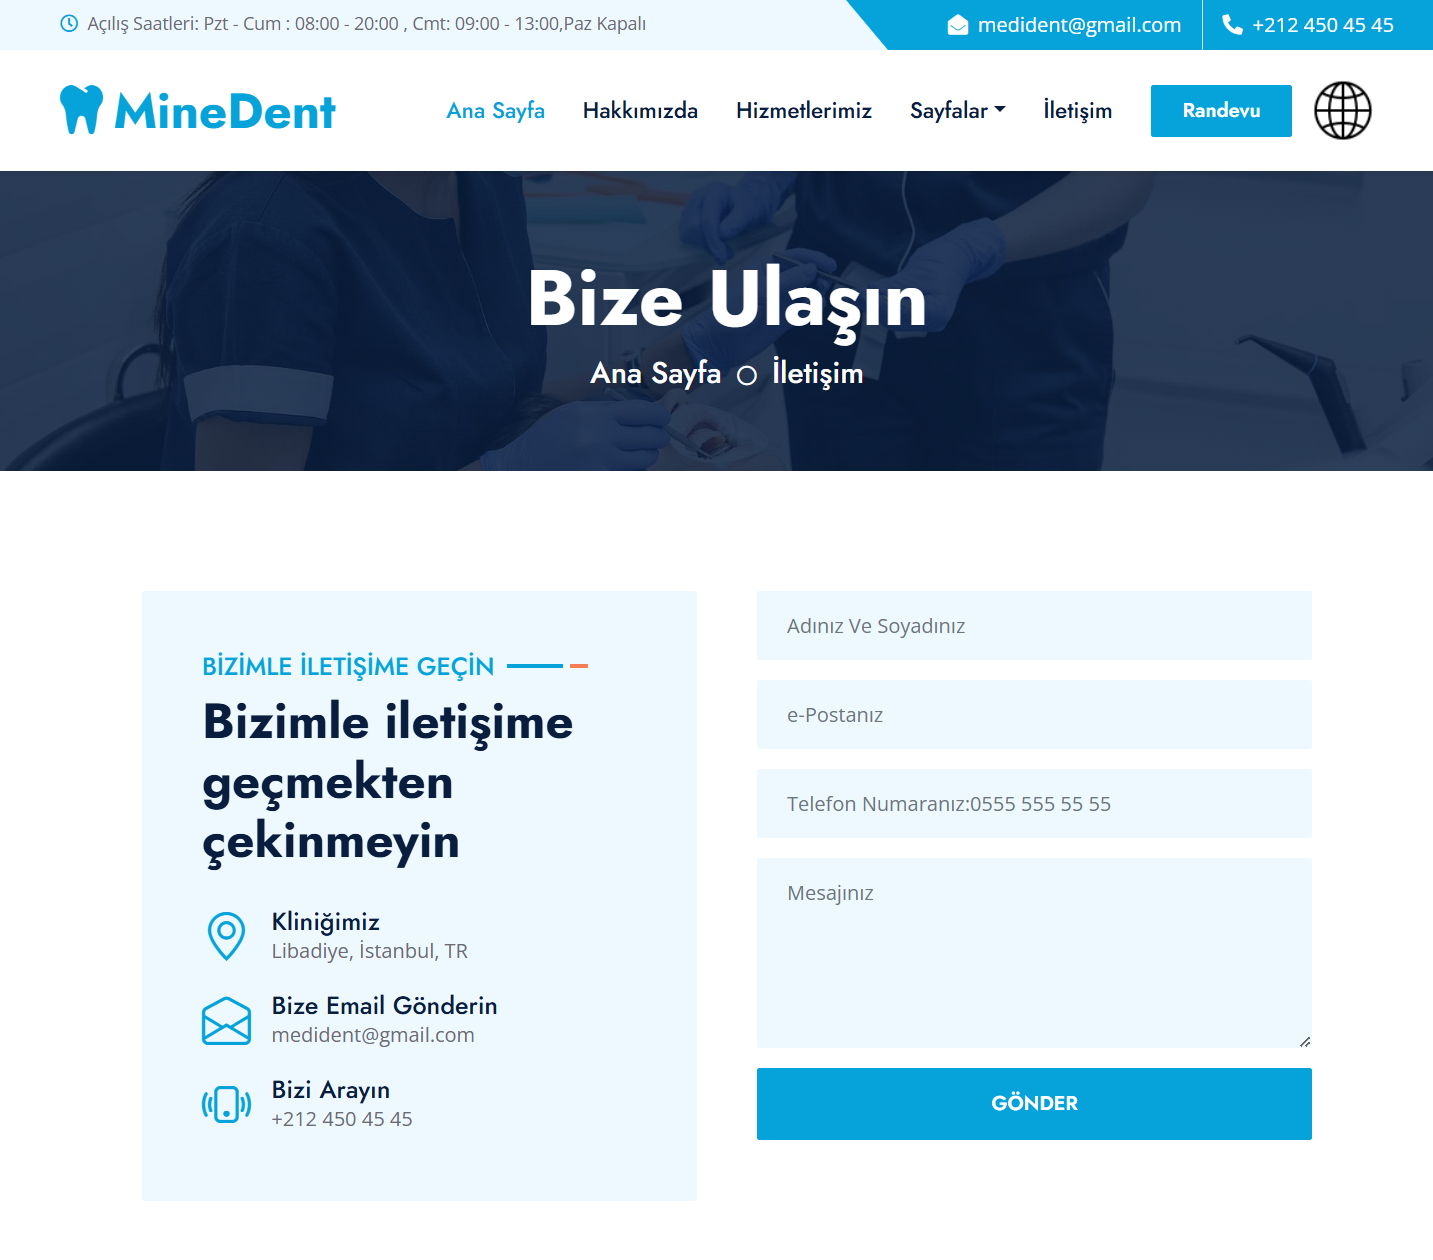 Açılış Saatleri: Pzt - Cum : 08:00 - 20:00 , Cmt: 09:00 - 13:00,Paz Kapalı
medident@gmail.com
+212 450 45 45
MineDent
Ana Sayfa
Hakkımızda
Hizmetlerimiz
Sayfalar
İletişim
Randevu
Bize Ulaşın
Ana Sayfa
İletişim
BİZİMLE İLETİŞİME GEÇİN
Bizimle iletişime
geçmekten
çekinmeyin
Kliniğimiz
Libadiye, İstanbul, TR
Bize Email Gönderin
medident@gmail.com
Bizi Arayın
+212 450 45 45
Adınız Ve Soyadınız
e-Postanız
Telefon Numaranız:0555 555 55 55
Mesajınız
GÖNDER